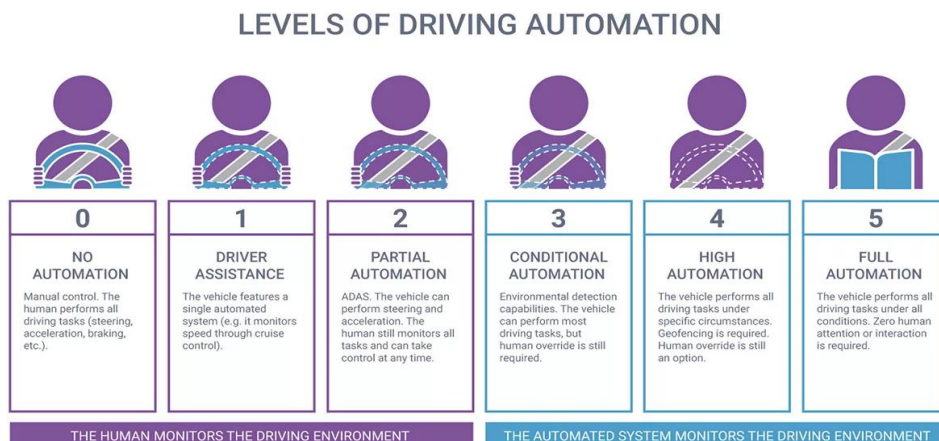 LEVELS OF DRIVING AUTOMATION
0
NO
AUTOMATION
Manual control. The
human performs all
driving tasks (steering,
acceleration, braking,
etc.).
1
DRIVER
ASSISTANCE
The vehicle features a
single automated
system (e.g. it monitors
speed through cruise
control).
2
PARTIAL
AUTOMATION
ADAS. The vehicle can
perform steering and
acceleration. The
human still monitors all
tasks and can take
control at any time.
3
CONDITIONAL
AUTOMATION
Environmental detection
capabilities. The vehicle
can perform most
driving tasks, but
human override is still
required.
4
HIGH
AUTOMATION
The vehicle performs all
driving tasks under
specific circumstances.
Geofencing is required.
Human override is still
an option.
5
FULL
AUTOMATION
The vehicle performs all
driving tasks under all
conditions. Zero human
attention or interaction
is required.
THE HUMAN MONITORS THE DRIVING ENVIRONMENT
THE AUTOMATED SYSTEM MONITORS THE DRIVING ENVIRONMENT